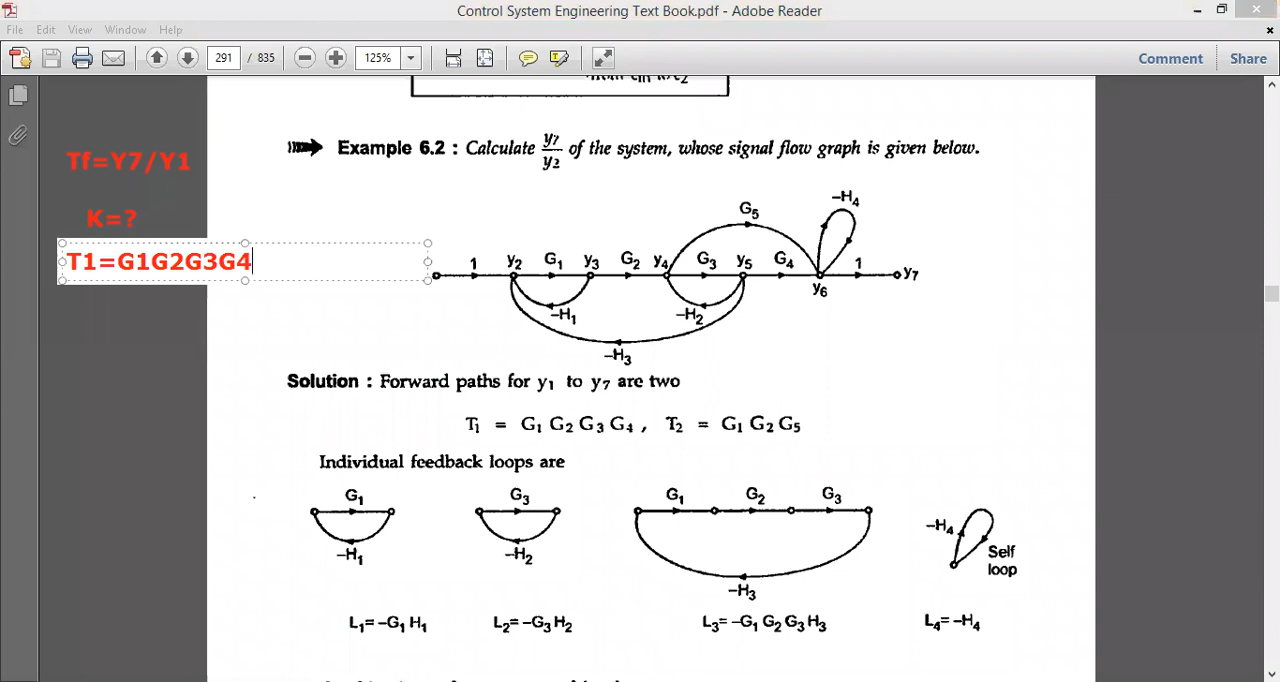 Control System Engineering Text Book.pdf - Adobe Reader
File Edit View Window Help
291 / 835 125% Comment Share
Tf=Y7/Y1
K=?
T1=G1G2G3G4
Example 6.2 : Calculate y7/y2 of the system, whose signal flow graph is given below.
-H4
G5
1 y2 G1 y3 G2 y4 G3 y5 G4 1 y7
y6
-H1 -H2
-H3
Solution : Forward paths for y1 to y7 are two
T1 = G1 G2 G3 G4 , T2 = G1 G2 G5
Individual feedback loops are
G1 G3 G1 G2 G3
-H4
-H1 -H2 Self
loop
-H3
L1= -G1 H1 L2= -G3 H2 L3= -G1 G2 G3 H3 L4= -H4